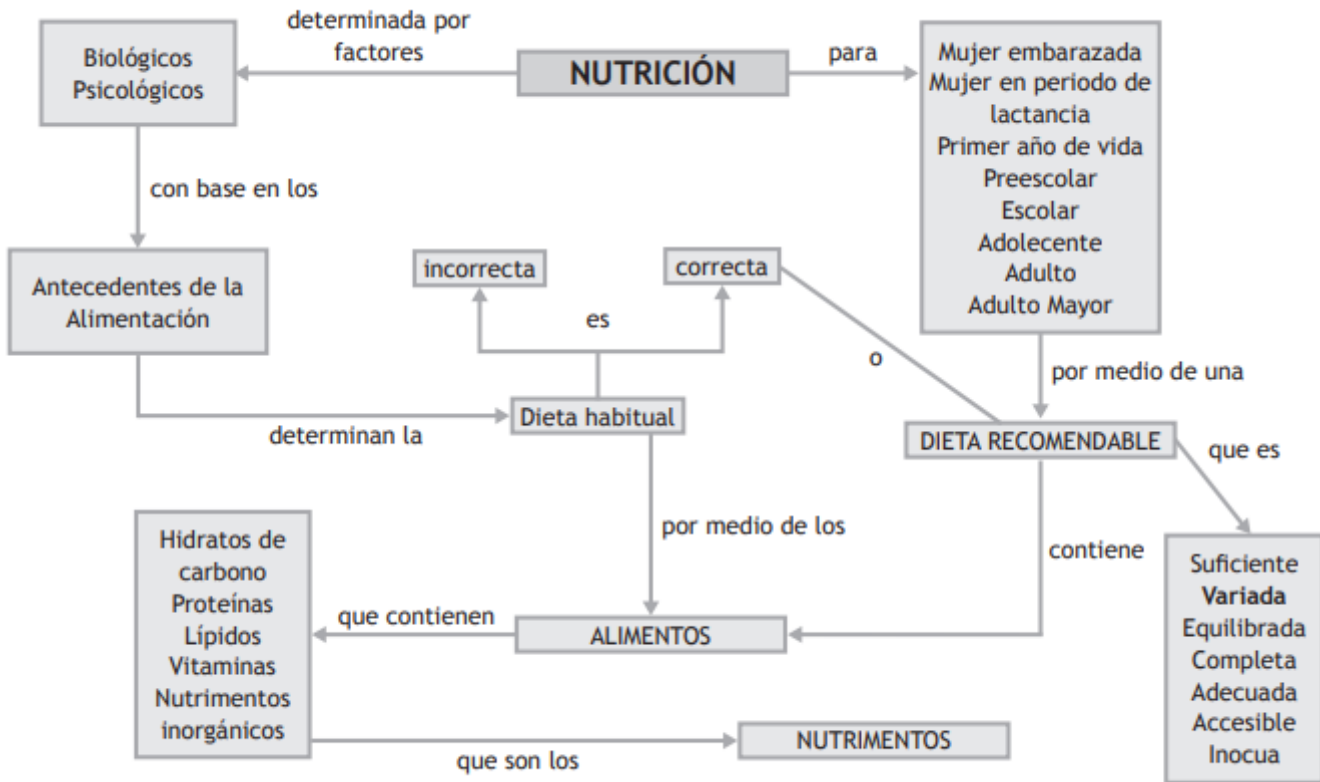 determinada por
factores
NUTRICIÓN
para
Biológicos
Psicológicos
Mujer embarazada
Mujer en periodo de
lactancia
Primer año de vida
Preescolar
Escolar
Adolecente
Adulto
Adulto Mayor
con base en los
Antecedentes de la
Alimentación
incorrecta
correcta
es
o
por medio de una
determinan la
Dieta habitual
DIETA RECOMENDABLE
que es
por medio de los
contiene
Hidratos de
carbono
Proteínas
Lípidos
Vitaminas
Nutrimentos
inorgánicos
que contienen
ALIMENTOS
Suficiente
Variada
Equilibrada
Completa
Adecuada
Accesible
Inocua
que son los
NUTRIMENTOS